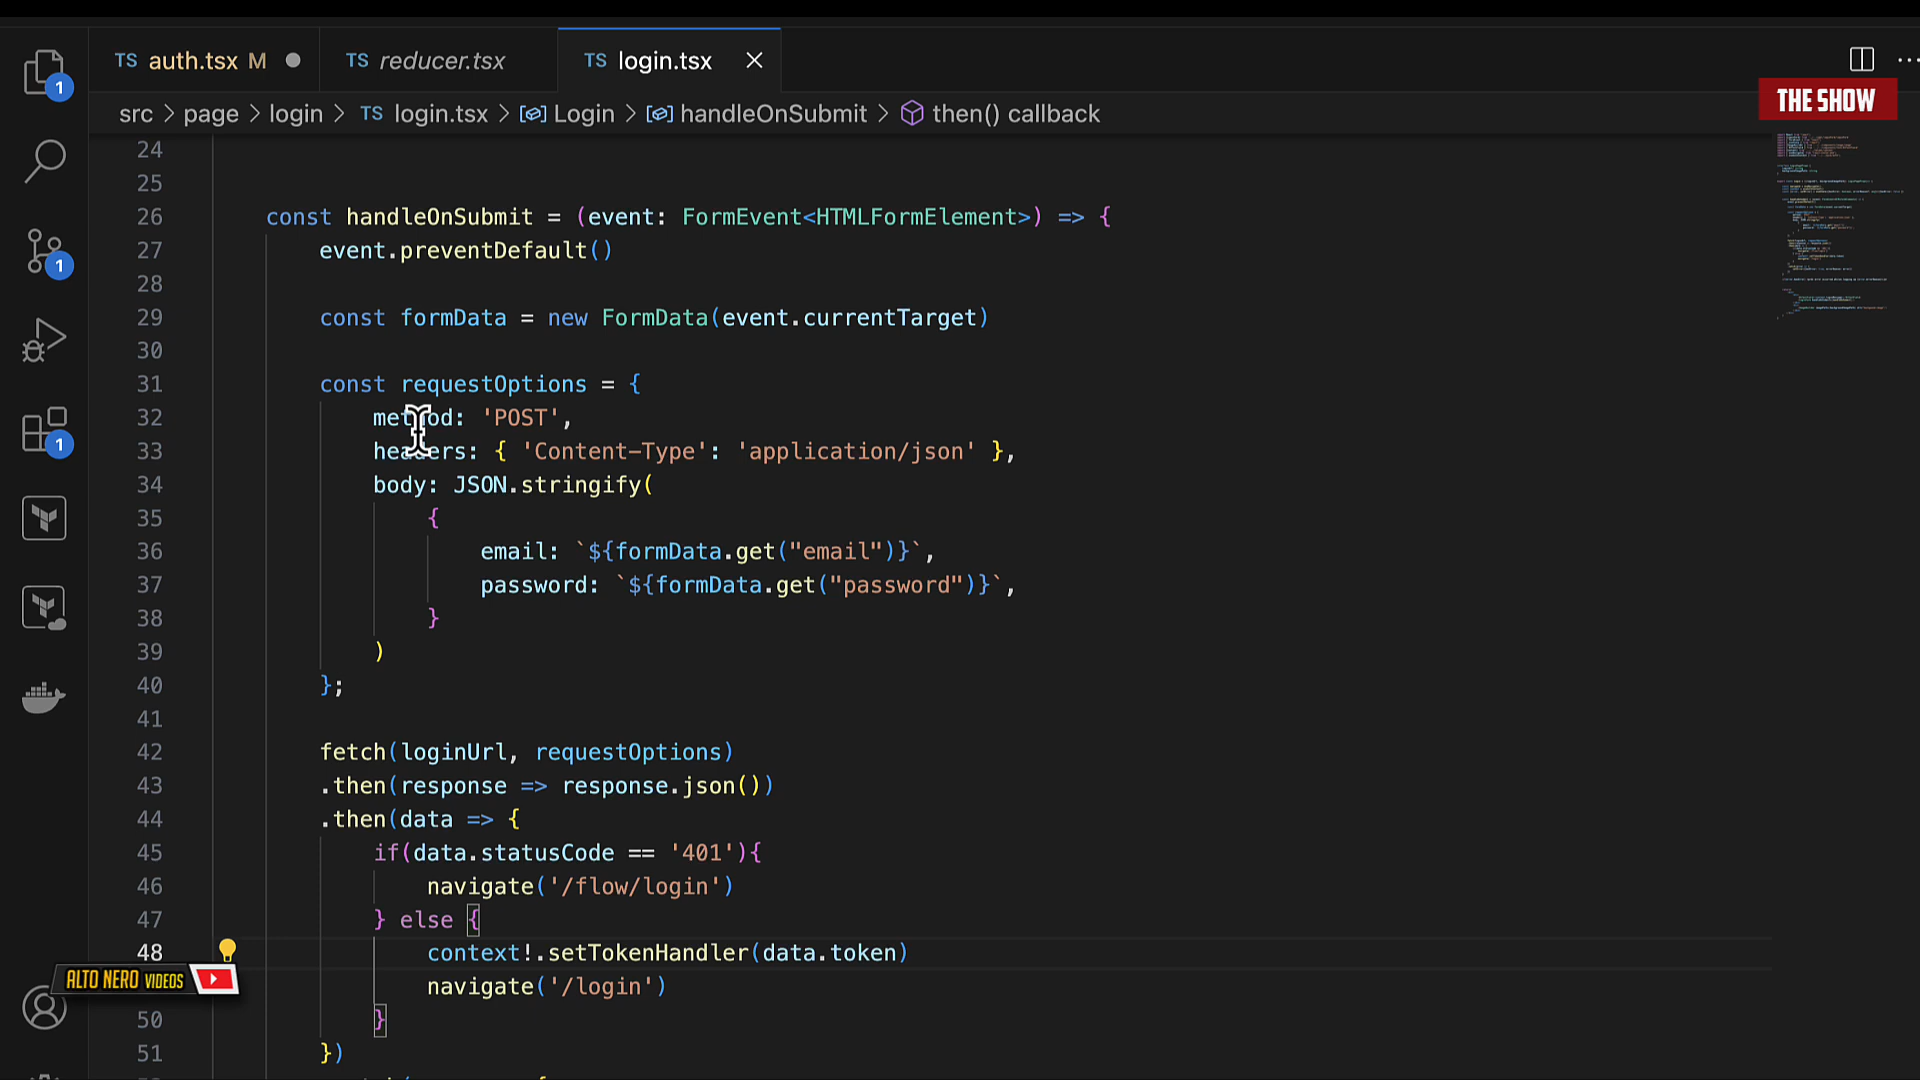 TS auth.tsx M
TS reducer.tsx
TS login.tsx
THE SHOW
src > page > login > TS login.tsx > Login > handleOnSubmit > then() callback
1
1
1
24
25
26 const handleOnSubmit = (event: FormEvent<HTMLFormElement>) => {
27 event.preventDefault()
28
29 const formData = new FormData(event.currentTarget)
30
31 const requestOptions = {
32 method: 'POST',
33 headers: { 'Content-Type': 'application/json' },
34 body: JSON.stringify(
35 {
36 email: `${formData.get("email")}`,
37 password: `${formData.get("password")}`,
38 }
39 )
40 };
41
42 fetch(loginUrl, requestOptions)
43 .then(response => response.json())
44 .then(data => {
45 if(data.statusCode == '401'){
46 navigate('/flow/login')
47 } else {
48 context!.setTokenHandler(data.token)
navigate('/login')
50 }
51 })
ALTO NERO VIDEOS